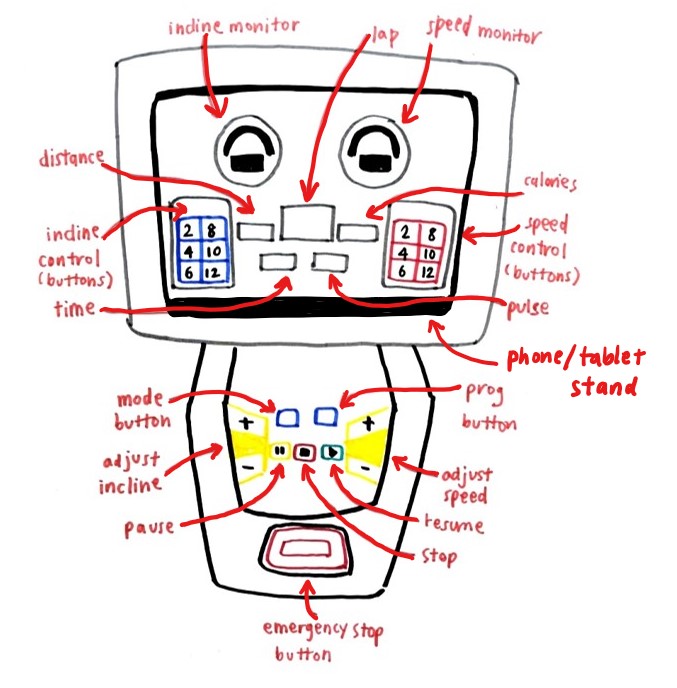 incline monitor
lap
speed monitor
distance
calories
incline
control
(buttons)
2 8
4 10
6 12
2 8
4 10
6 12
speed
control
(buttons)
time
pulse
phone/tablet
stand
mode
button
prog
button
+
+
-
-
adjust
incline
adjust
speed
pause
resume
stop
emergency stop
button